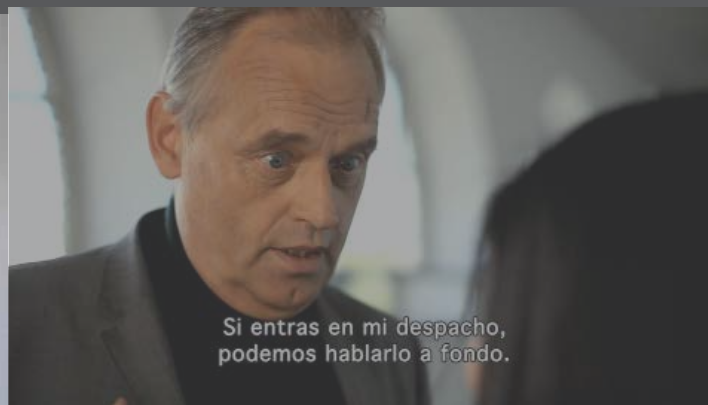 Si entras en mi despacho,
podemos hablarlo a fondo.